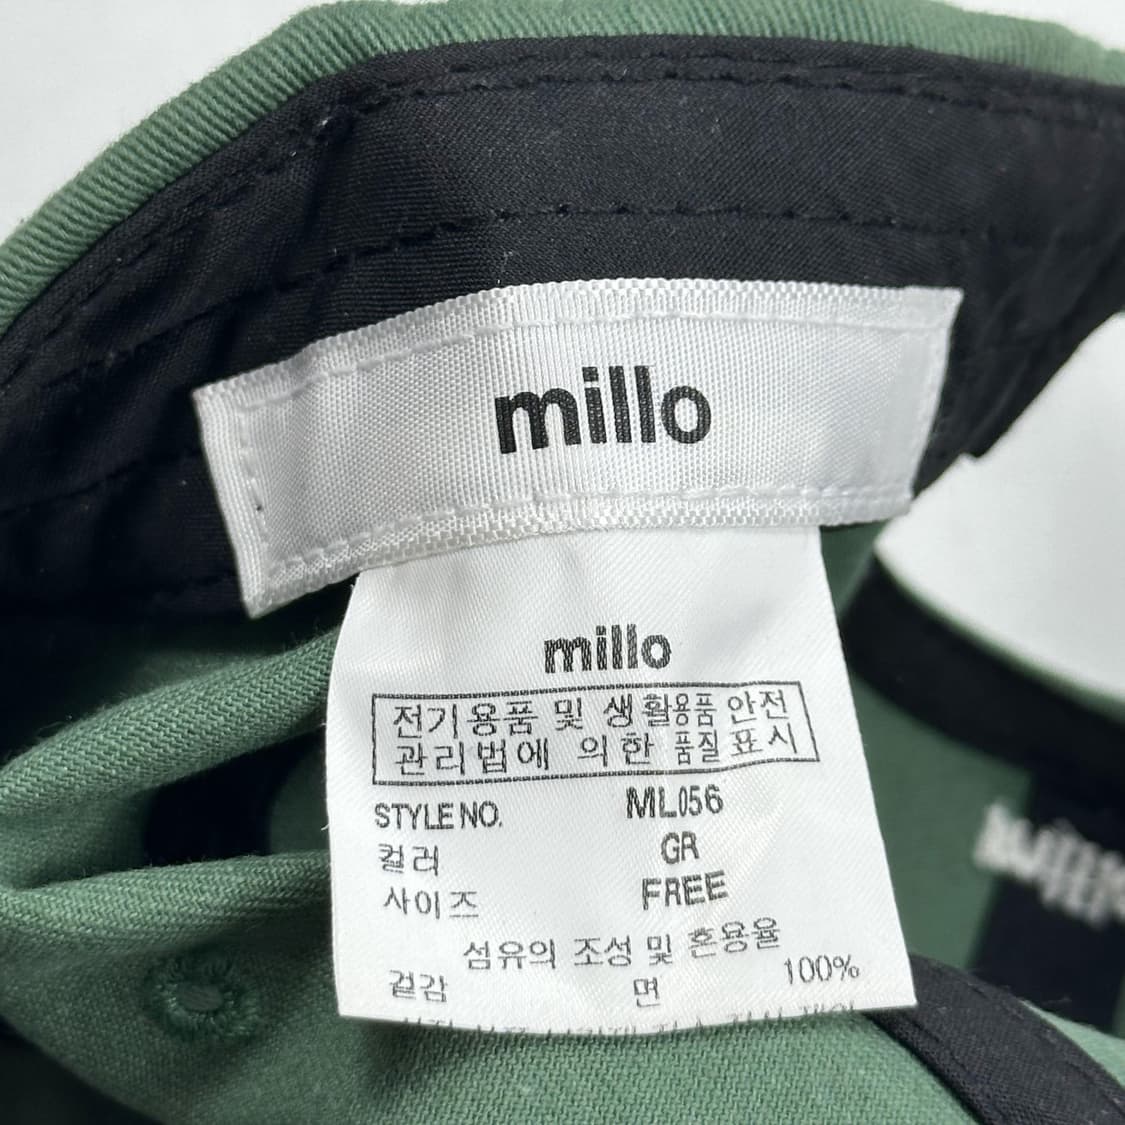 millo
millo
전기용품 및 생활용품 안전
관리법에 의한 품질표시
STYLE NO. ML056
컬러 GR
사이즈 FREE
섬유의 조성 및 혼용율
겉감 면 100%